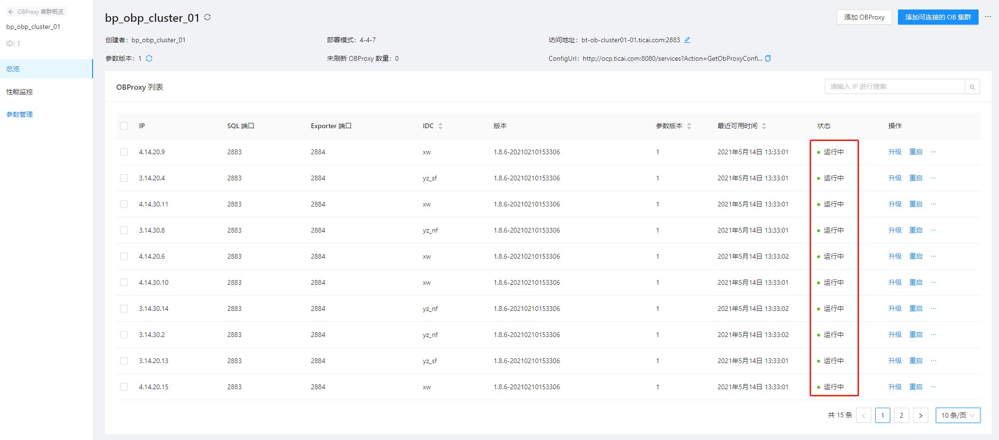 OBProxy 集群概览
bp_obp_cluster_01
ID: 1
总览
性能监控
参数管理
bp_obp_cluster_01
添加 OBProxy
添加可连接的 OB 集群
创建者：bp_obp_cluster_01
部署模式：4-4-7
访问地址：bt-ob-cluster01-01.ticai.com:2883
参数版本：1
未刷新 OBProxy 数量：0
ConfigUrl：http://ocp.ticai.com:8080/services?Action=GetObProxyConfi...
OBProxy 列表
请输入 IP 进行搜索
IP SQL 端口 Exporter 端口 IDC 版本 参数版本 最近可用时间 状态 操作
4.14.20.9 2883 2884 xw 1.8.6-20210210153306 1 2021年5月14日 13:33:01 运行中 升级 重启 ...
3.14.20.4 2883 2884 yz_sf 1.8.6-20210210153306 1 2021年5月14日 13:33:01 运行中 升级 重启 ...
4.14.30.11 2883 2884 xw 1.8.6-20210210153306 1 2021年5月14日 13:33:01 运行中 升级 重启 ...
3.14.30.8 2883 2884 yz_nf 1.8.6-20210210153306 1 2021年5月14日 13:33:01 运行中 升级 重启 ...
4.14.20.6 2883 2884 xw 1.8.6-20210210153306 1 2021年5月14日 13:33:02 运行中 升级 重启 ...
4.14.30.10 2883 2884 xw 1.8.6-20210210153306 1 2021年5月14日 13:33:01 运行中 升级 重启 ...
3.14.30.14 2883 2884 yz_nf 1.8.6-20210210153306 1 2021年5月14日 13:33:02 运行中 升级 重启 ...
3.14.30.2 2883 2884 yz_nf 1.8.6-20210210153306 1 2021年5月14日 13:33:02 运行中 升级 重启 ...
3.14.20.13 2883 2884 yz_sf 1.8.6-20210210153306 1 2021年5月14日 13:33:01 运行中 升级 重启 ...
4.14.20.15 2883 2884 xw 1.8.6-20210210153306 1 2021年5月14日 13:33:01 运行中 升级 重启 ...
共 15 条 < 1 2 > 10 条/页